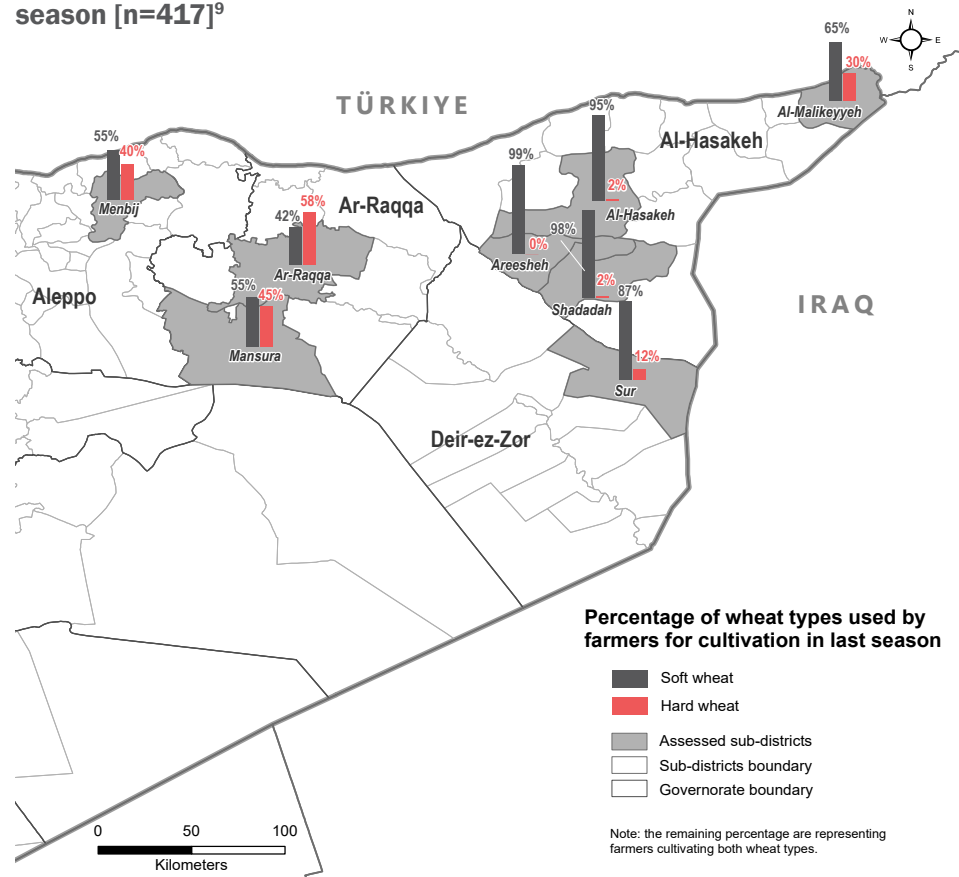 season [n=417]⁹
N
W
E
S
TÜRKIYE
IRAQ
65%
30%
Al-Malikeyyeh
95%
2%
Al-Hasakeh
Al-Hasakeh
55%
40%
Menbij
99%
0%
Areesheh
Ar-Raqqa
42%
58%
Ar-Raqqa
98%
2%
Shadadah
Aleppo
55%
45%
Mansura
87%
12%
Sur
Deir-ez-Zor
Percentage of wheat types used by
farmers for cultivation in last season
Soft wheat
Hard wheat
Assessed sub-districts
Sub-districts boundary
Governorate boundary
Note: the remaining percentage are representing
farmers cultivating both wheat types.
0 50 100
Kilometers